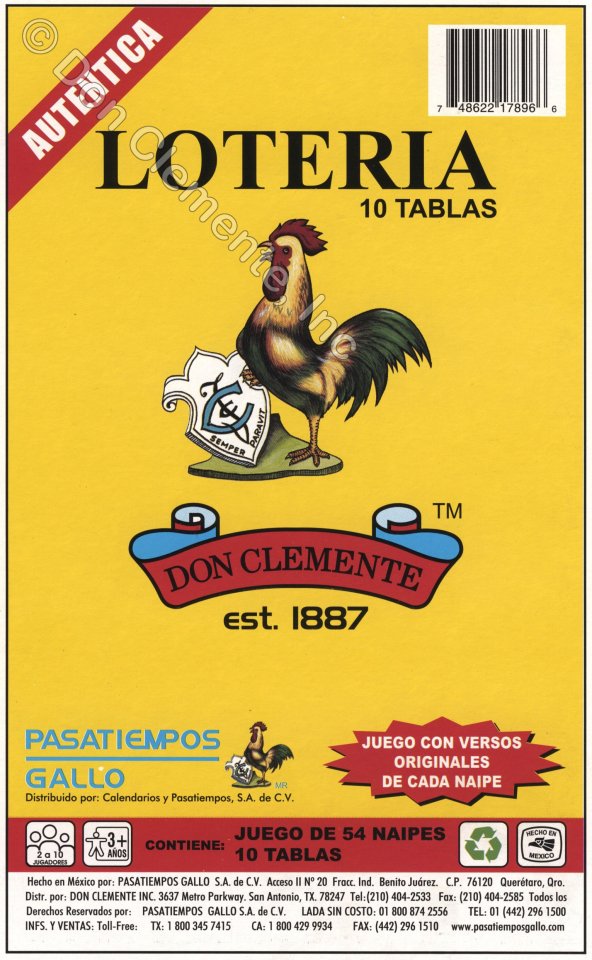 © Don Clemente, Inc
AUTENTICA
7 48622 17896 6
LOTERIA
10 TABLAS
VCF
SEMPER PARAVIT
TM
DON CLEMENTE
est. 1887
PASATIEMPOS
GALLO
MR
Distribuido por: Calendarios y Pasatiempos, S.A. de C.V.
JUEGO CON VERSOS
ORIGINALES
DE CADA NAIPE
2 a 10
JUGADORES
3+
AÑOS
CONTIENE: JUEGO DE 54 NAIPES
10 TABLAS
HECHO EN
MEXICO
Hecho en México por: PASATIEMPOS GALLO S.A. de C.V. Acceso II Nº 20 Fracc. Ind. Benito Juárez. C.P. 76120 Querétaro, Qro.
Distr. por: DON CLEMENTE INC. 3637 Metro Parkway. San Antonio, TX. 78247 Tel:(210) 404-2533 Fax: (210) 404-2585 Todos los
Derechos Reservados por: PASATIEMPOS GALLO S.A. de C.V. LADA SIN COSTO: 01 800 874 2556 TEL: 01 (442) 296 1500
INFS. Y VENTAS: Toll-Free: TX: 1 800 345 7415 CA: 1 800 429 9934 FAX: (442) 296 1510 www.pasatiemposgallo.com